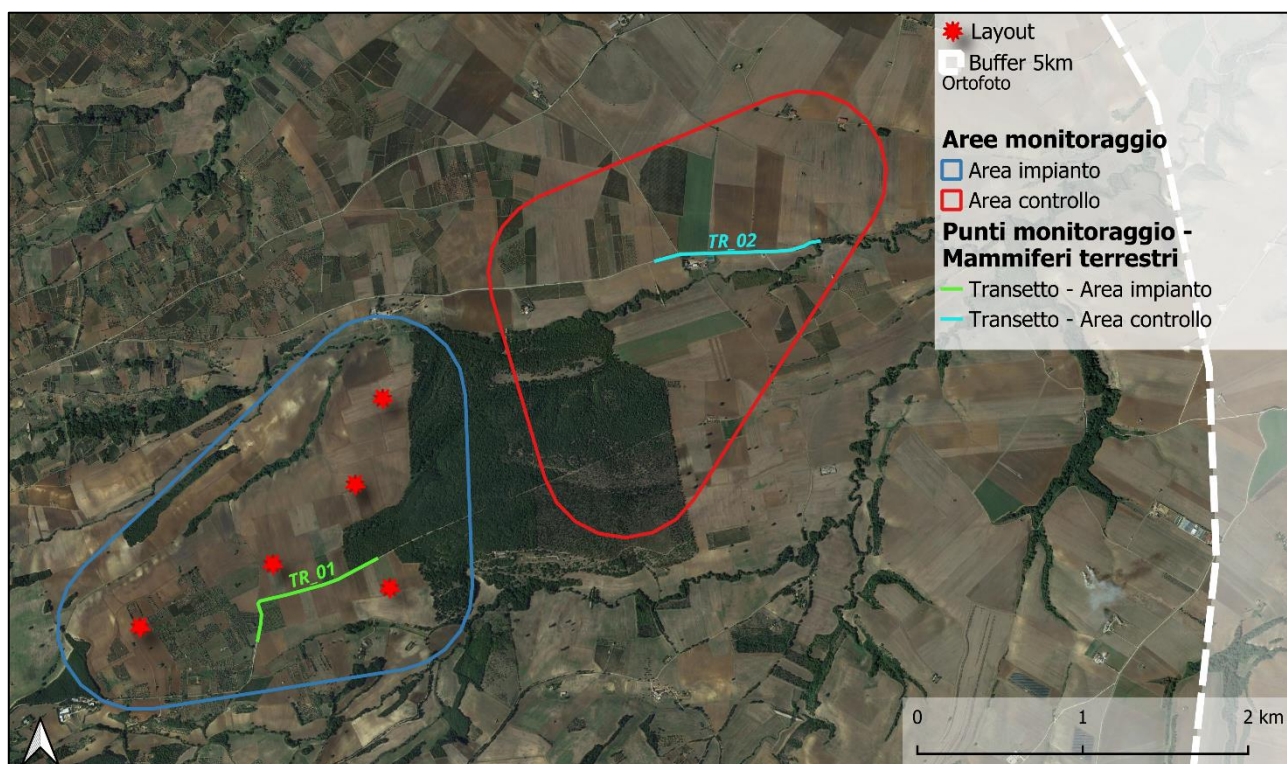 Layout
Buffer 5km
Ortofoto
Aree monitoraggio
Area impianto
Area controllo
Punti monitoraggio -
Mammiferi terrestri
Transetto - Area impianto
Transetto - Area controllo
TR_02
TR_01
0 1 2 km